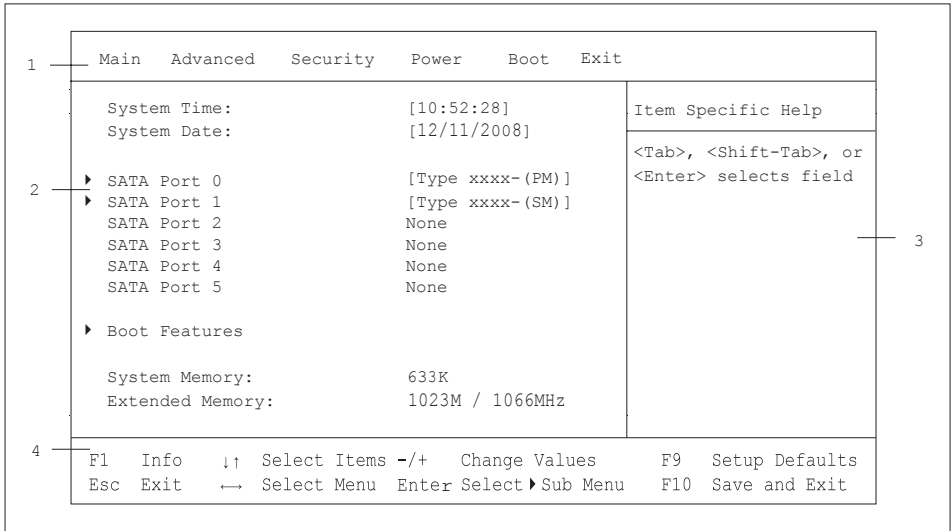 1 Main Advanced Security Power Boot Exit
System Time: [10:52:28]
System Date: [12/11/2008]
Item Specific Help
<Tab>, <Shift-Tab>, or
<Enter> selects field
2 SATA Port 0 [Type xxxx-(PM)]
SATA Port 1 [Type xxxx-(SM)]
SATA Port 2 None
SATA Port 3 None
SATA Port 4 None
SATA Port 5 None
3
Boot Features
System Memory: 633K
Extended Memory: 1023M / 1066MHz
4 F1 Info ↓↑ Select Items -/+ Change Values F9 Setup Defaults
Esc Exit ←→ Select Menu Enter Select ▶ Sub Menu F10 Save and Exit